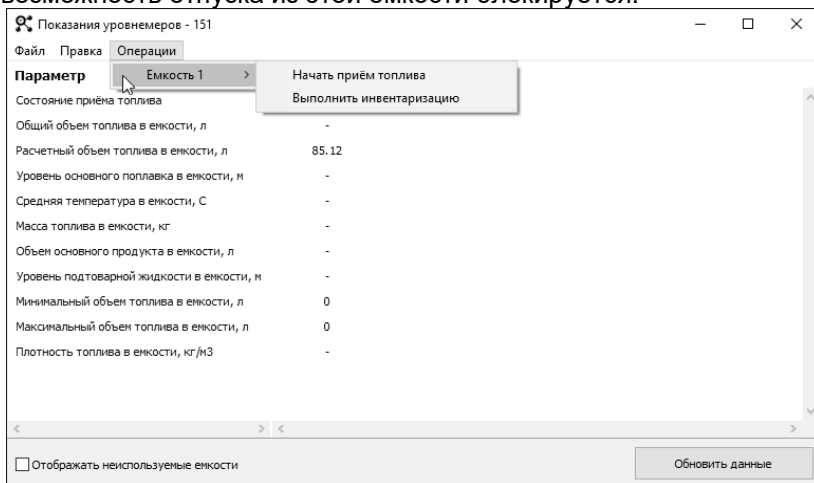 возможность отпуска из этой емкости блокируется.
Показания уровнемеров - 151
Файл Правка Операции
Параметр Емкость 1 > Начать приём топлива
Состояние приёма топлива Выполнить инвентаризацию
Общий объем топлива в емкости, л -
Расчетный объем топлива в емкости, л 85.12
Уровень основного поплавка в емкости, м -
Средняя температура в емкости, С -
Масса топлива в емкости, кг -
Объем основного продукта в емкости, л -
Уровень подтоварной жидкости в емкости, м -
Минимальный объем топлива в емкости, л 0
Максимальный объем топлива в емкости, л 0
Плотность топлива в емкости, кг/м3 -
Отображать неиспользуемые емкости Обновить данные